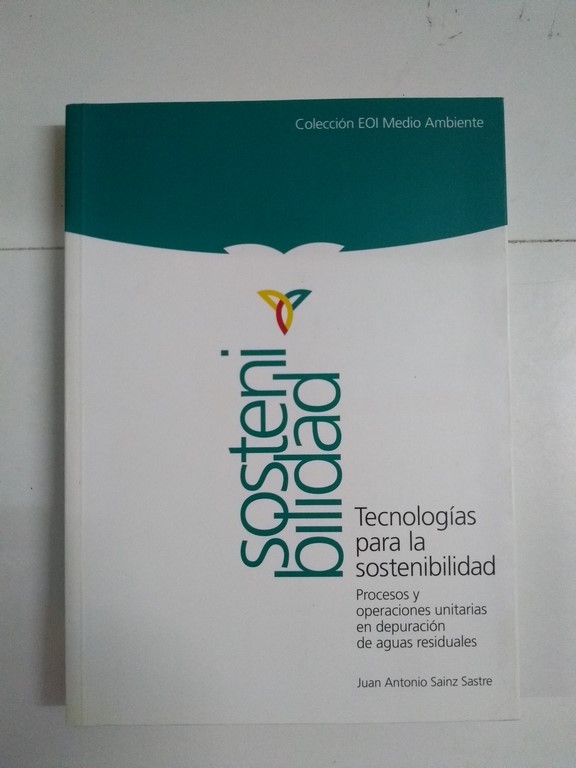 Colección EOI Medio Ambiente
sosteni
bilidad
Tecnologías
para la
sostenibilidad
Procesos y
operaciones unitarias
en depuración
de aguas residuales
Juan Antonio Sainz Sastre